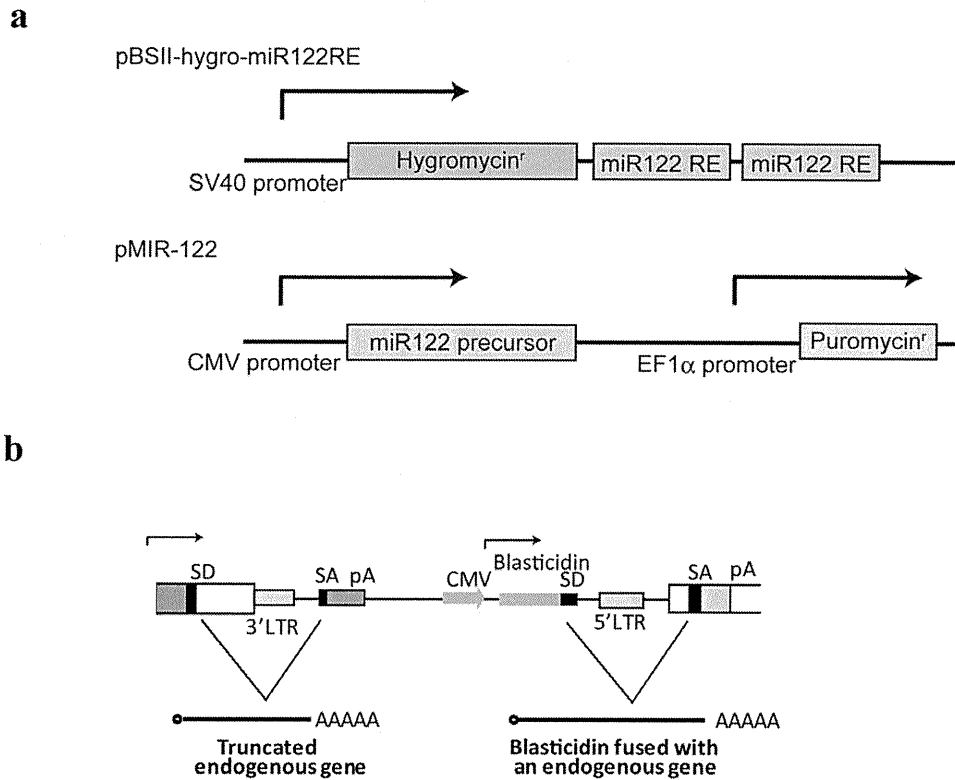 a
pBSII-hygro-miR122RE
Hygromycinʳ
miR122 RE
miR122 RE
SV40 promoter
pMIR-122
miR122 precursor
Puromycinʳ
CMV promoter
EF1α promoter
b
SD
SA
pA
CMV
Blasticidin
SD
SA
pA
3'LTR
5'LTR
AAAAA
AAAAA
Truncated
endogenous gene
Blasticidin fused with
an endogenous gene